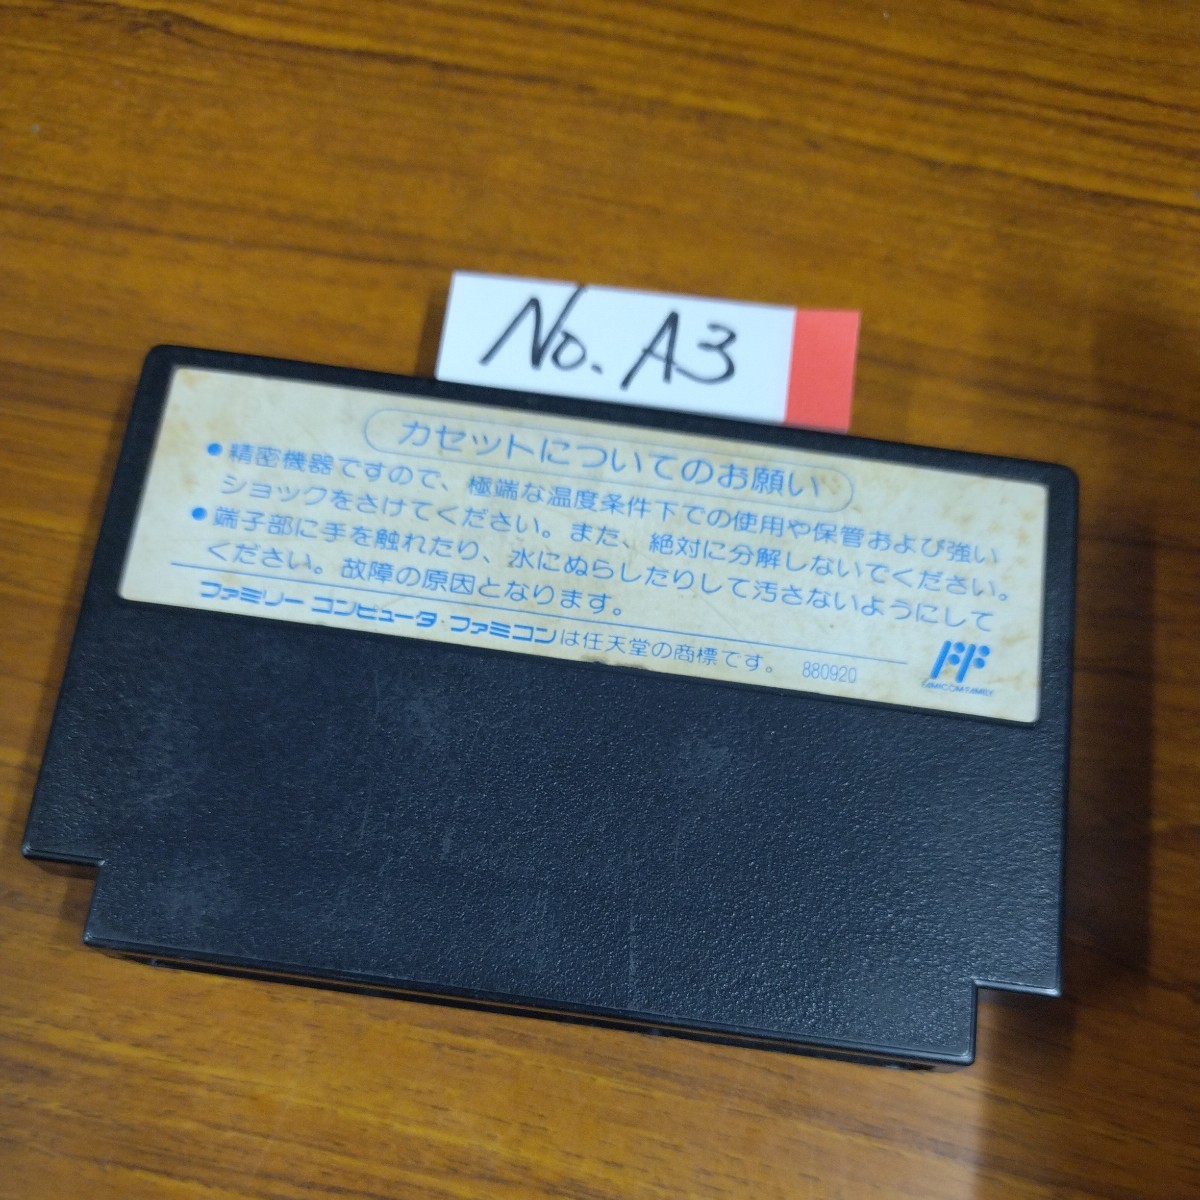 No. A3
カセットについてのお願い
●精密機器ですので、極端な温度条件下での使用や保管および強い
ショックをさけてください。また、絶対に分解しないでください。
●端子部に手を触れたり、水にぬらしたりして汚さないようにして
ください。故障の原因となります。
ファミリー コンピュータ・ファミコンは任天堂の商標です。 880920
FF
FAMICOM FAMILY